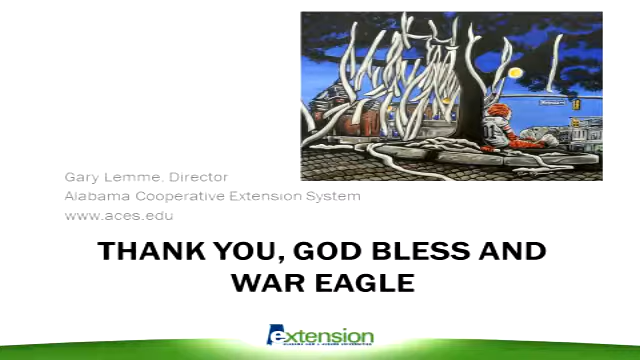 Gary Lemme, Director
Alabama Cooperative Extension System
www.aces.edu
THANK YOU, GOD BLESS AND
WAR EAGLE
extension